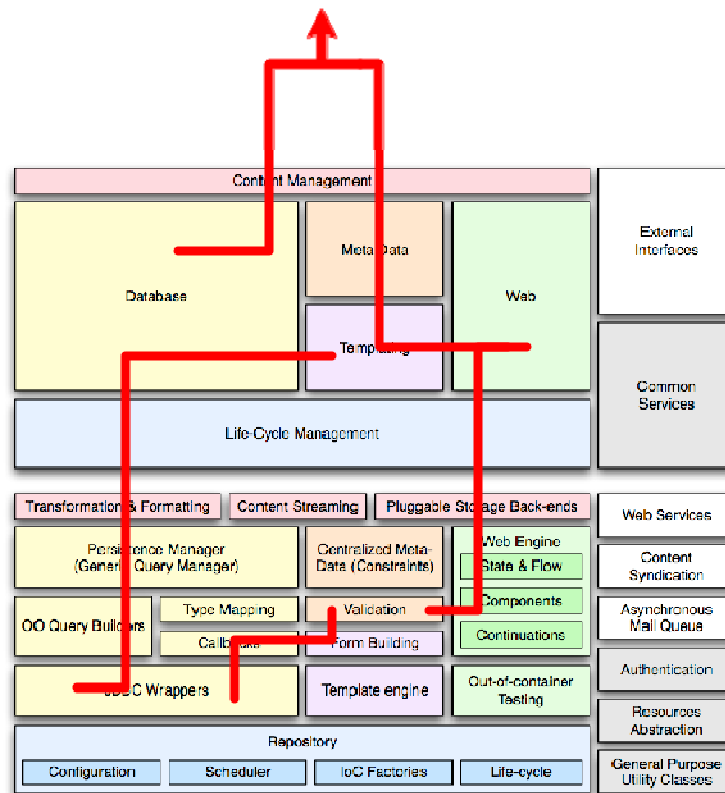 Content Management
External
Interfaces
Meta Data
Database
Web
Templating
Common
Services
Life-Cycle Management
Transformation & Formatting
Content Streaming
Pluggable Storage Back-ends
Web Services
Persistence Manager
(Generic Query Manager)
Centralized Meta-
Data (Constraints)
Web Engine
State & Flow
Content
Syndication
OO Query Builders
Type Mapping
Validation
Components
Asynchronous
Mail Queue
Callbacks
Form Building
Continuations
Authentication
JDBC Wrappers
Template engine
Out-of-container
Testing
Resources
Abstraction
Repository
Configuration
Scheduler
IoC Factories
Life-cycle
General Purpose
Utility Classes